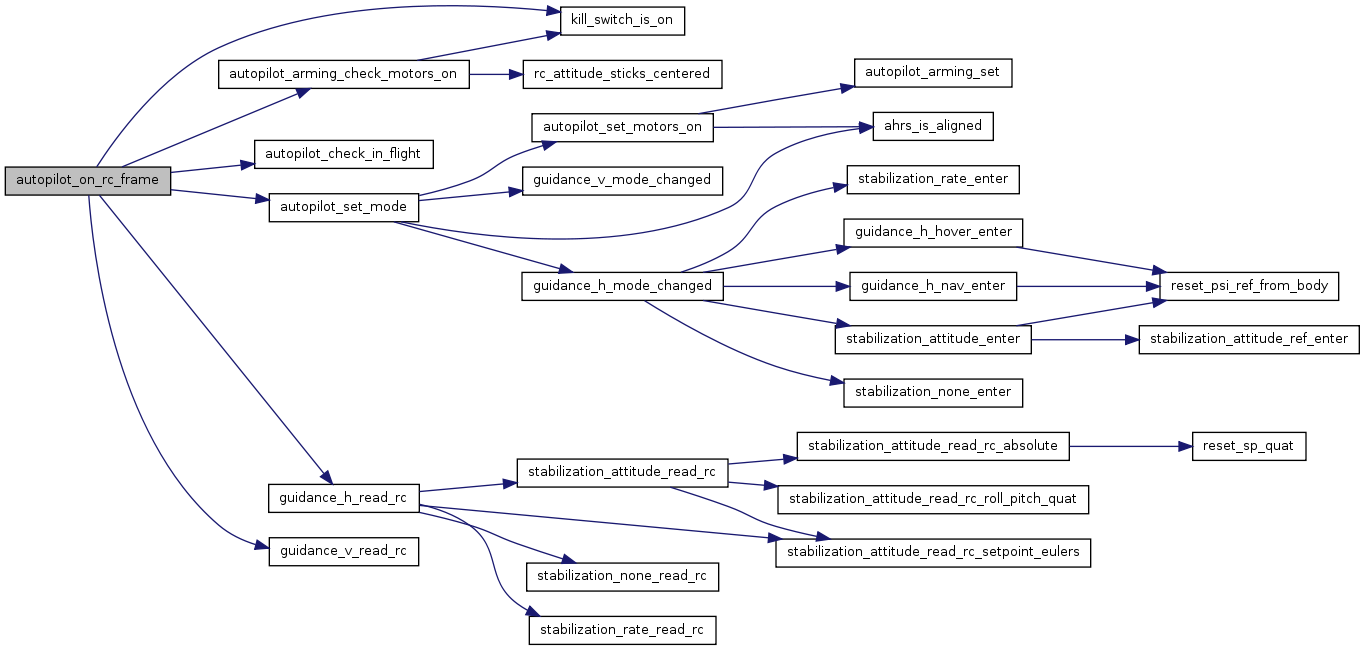 kill_switch_is_on
autopilot_arming_check_motors_on
rc_attitude_sticks_centered
autopilot_arming_set
autopilot_set_motors_on
ahrs_is_aligned
autopilot_check_in_flight
autopilot_on_rc_frame
guidance_v_mode_changed
stabilization_rate_enter
autopilot_set_mode
guidance_h_hover_enter
guidance_h_mode_changed
guidance_h_nav_enter
reset_psi_ref_from_body
stabilization_attitude_enter
stabilization_attitude_ref_enter
stabilization_none_enter
stabilization_attitude_read_rc_absolute
reset_sp_quat
stabilization_attitude_read_rc
guidance_h_read_rc
stabilization_attitude_read_rc_roll_pitch_quat
guidance_v_read_rc
stabilization_attitude_read_rc_setpoint_eulers
stabilization_none_read_rc
stabilization_rate_read_rc